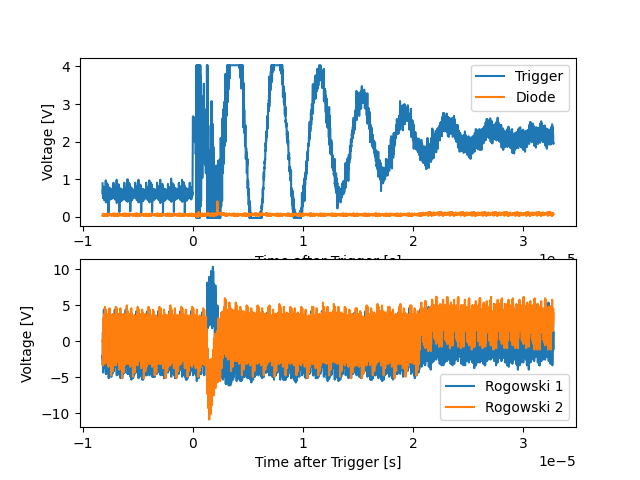 4
3
2
1
0
Voltage [V]
Trigger
Diode
−1
0
1
2
3
Time after Trigger [s]
1e−5
10
5
0
−5
−10
Voltage [V]
Rogowski 1
Rogowski 2
−1
0
1
2
3
Time after Trigger [s]
1e−5